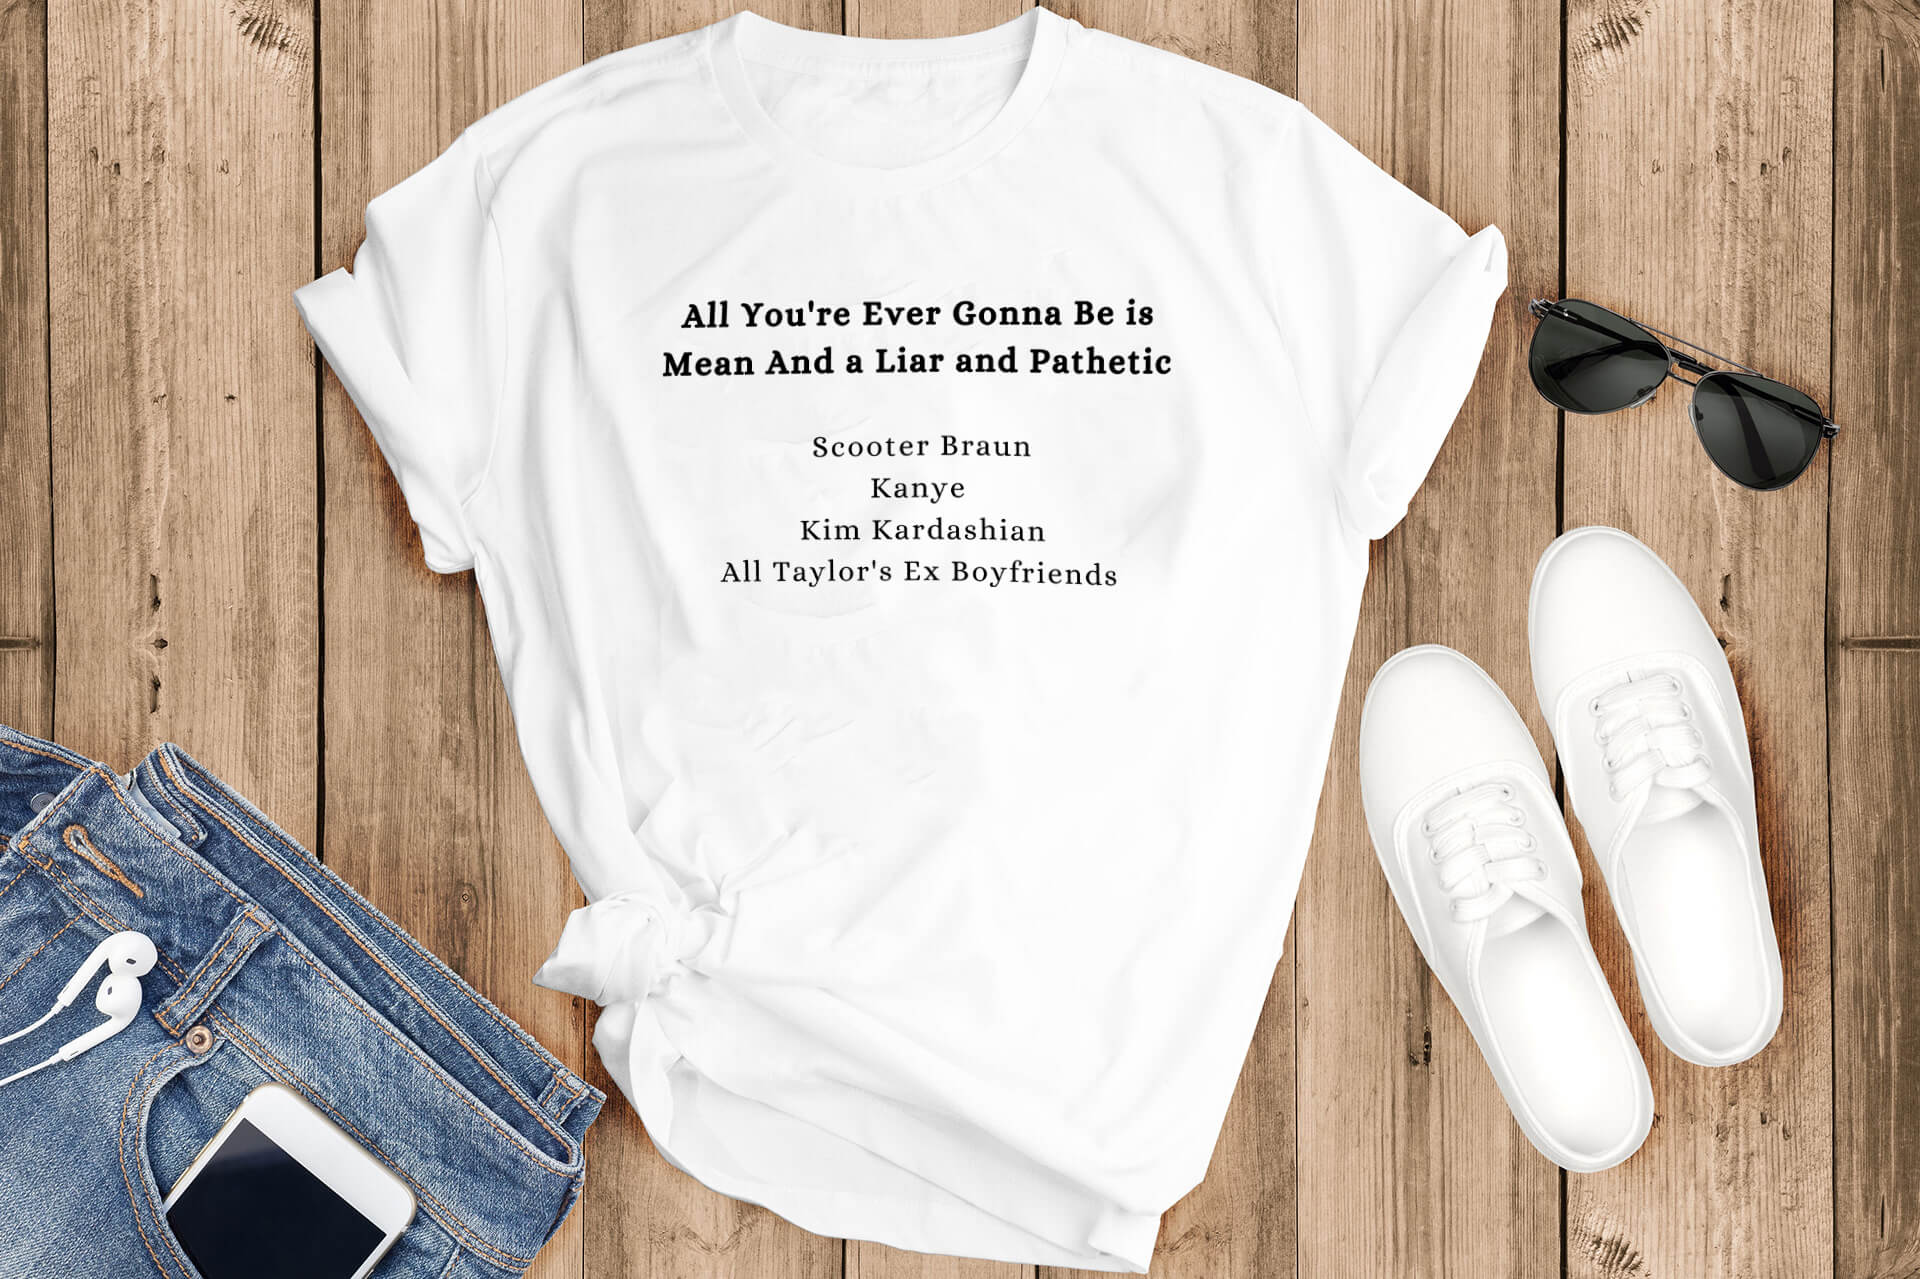 All You're Ever Gonna Be is
Mean And a Liar and Pathetic
Scooter Braun
Kanye
Kim Kardashian
All Taylor's Ex Boyfriends